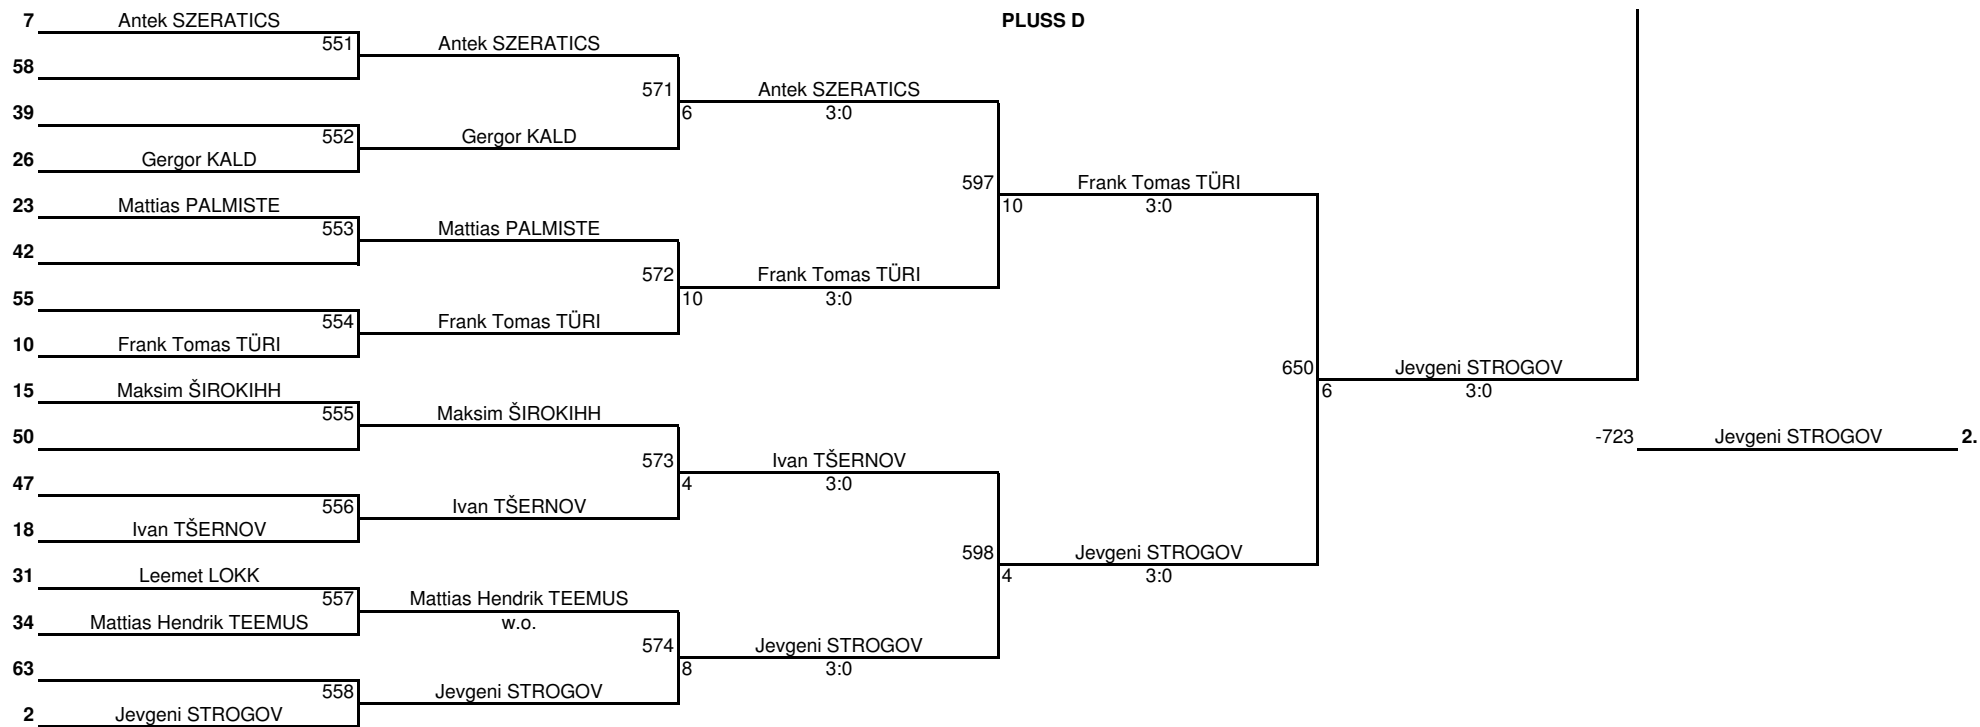 7 Antek SZERATICS PLUSS D
551 Antek SZERATICS
58
571 Antek SZERATICS
39 6 3:0
552 Gergor KALD
26 Gergor KALD
597 Frank Tomas TÜRI
23 Mattias PALMISTE 10 3:0
553 Mattias PALMISTE
42
572 Frank Tomas TÜRI
55 10 3:0
554 Frank Tomas TÜRI
10 Frank Tomas TÜRI
650 Jevgeni STROGOV
15 Maksim ŠIROKIHH 6 3:0
555 Maksim ŠIROKIHH
50 -723 Jevgeni STROGOV 2.
573 Ivan TŠERNOV
47 4 3:0
556 Ivan TŠERNOV
18 Ivan TŠERNOV
598 Jevgeni STROGOV
31 Leemet LOKK 4 3:0
557 Mattias Hendrik TEEMUS
34 Mattias Hendrik TEEMUS w.o.
574 Jevgeni STROGOV
63 8 3:0
558 Jevgeni STROGOV
2 Jevgeni STROGOV